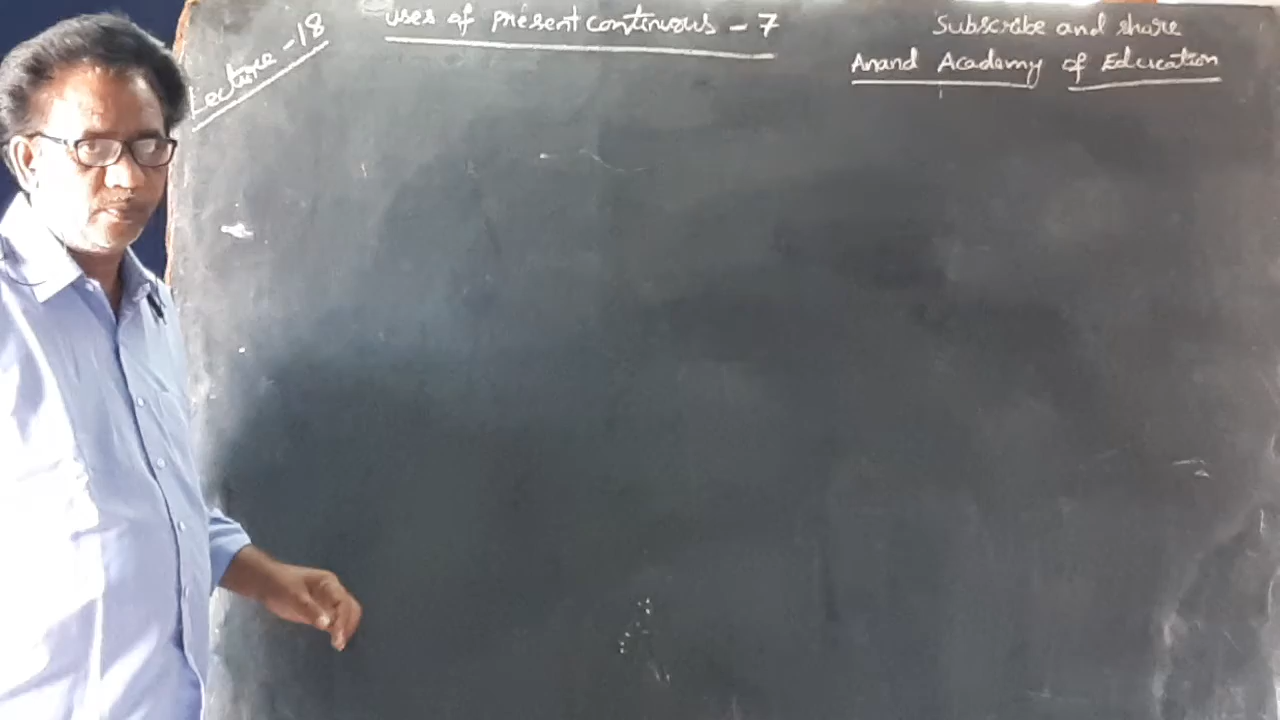 Lecture - 18
Uses of present continuous - 7
Subscribe and share
Anand Academy of Education